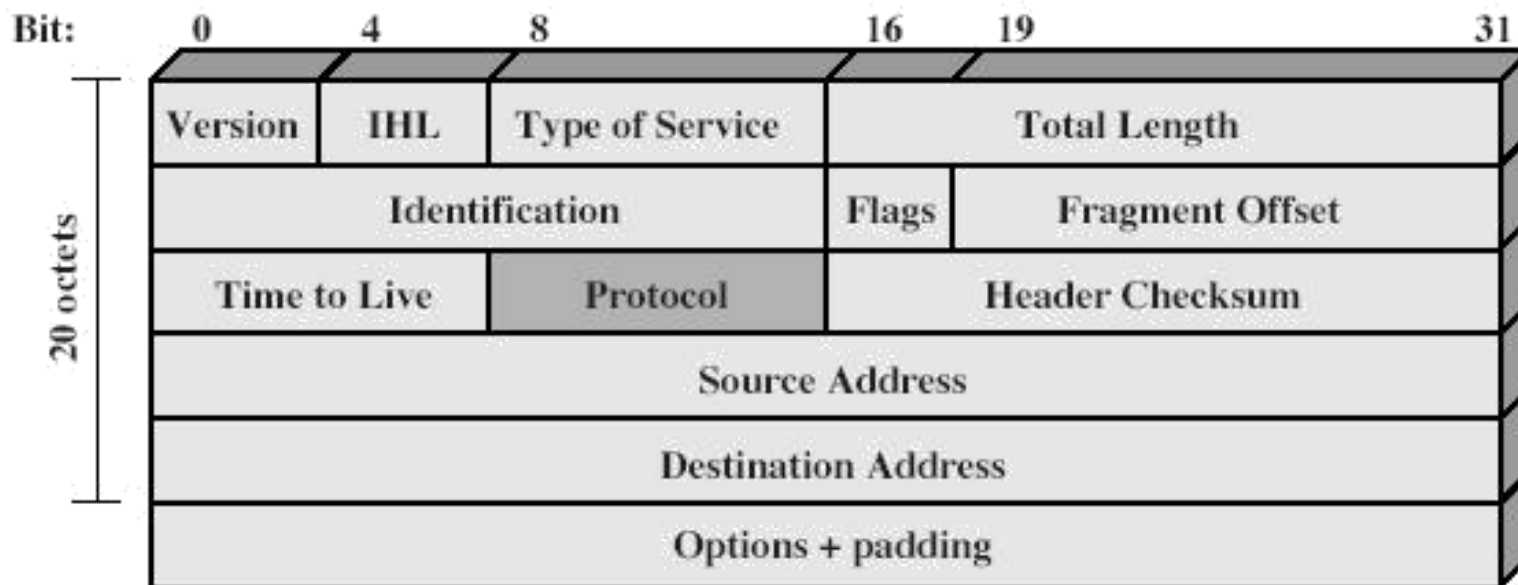 Bit: 0 4 8 16 19 31
Version IHL Type of Service Total Length
Identification Flags Fragment Offset
Time to Live Protocol Header Checksum
Source Address
Destination Address
Options + padding
20 octets